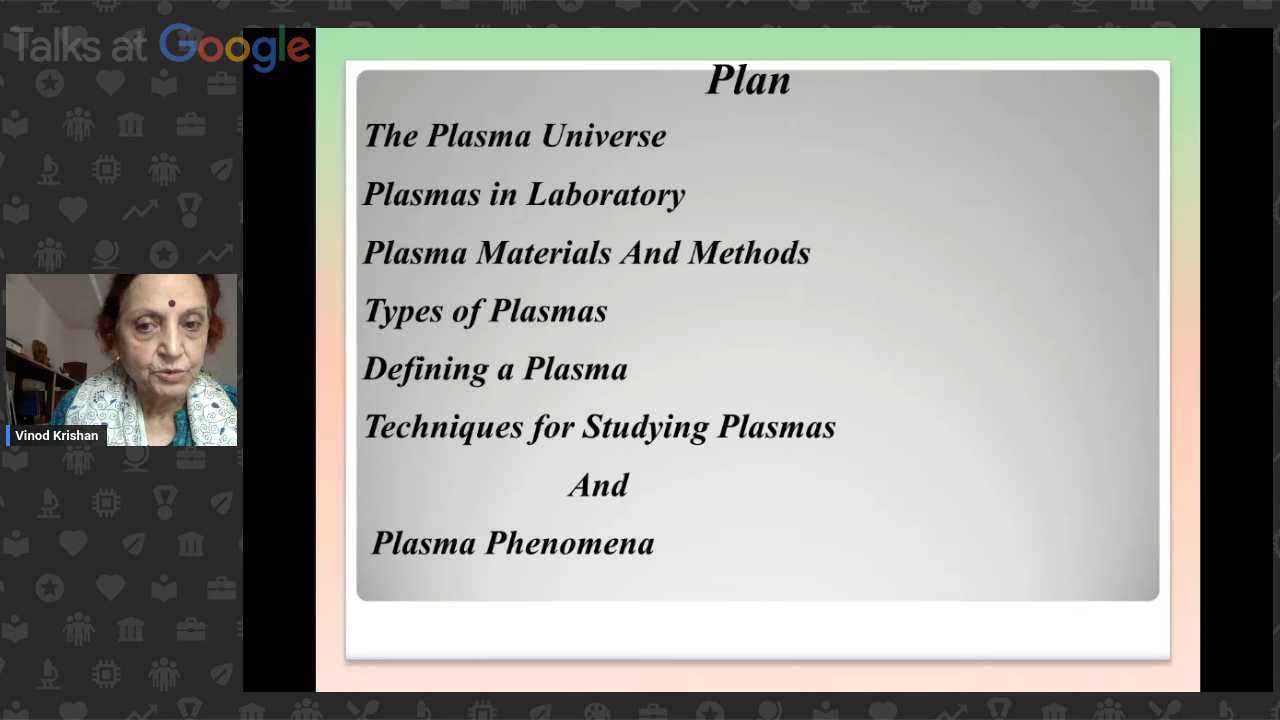 Talks at Google
Plan
The Plasma Universe
Plasmas in Laboratory
Plasma Materials And Methods
Types of Plasmas
Defining a Plasma
Techniques for Studying Plasmas
And
Plasma Phenomena
Vinod Krishan